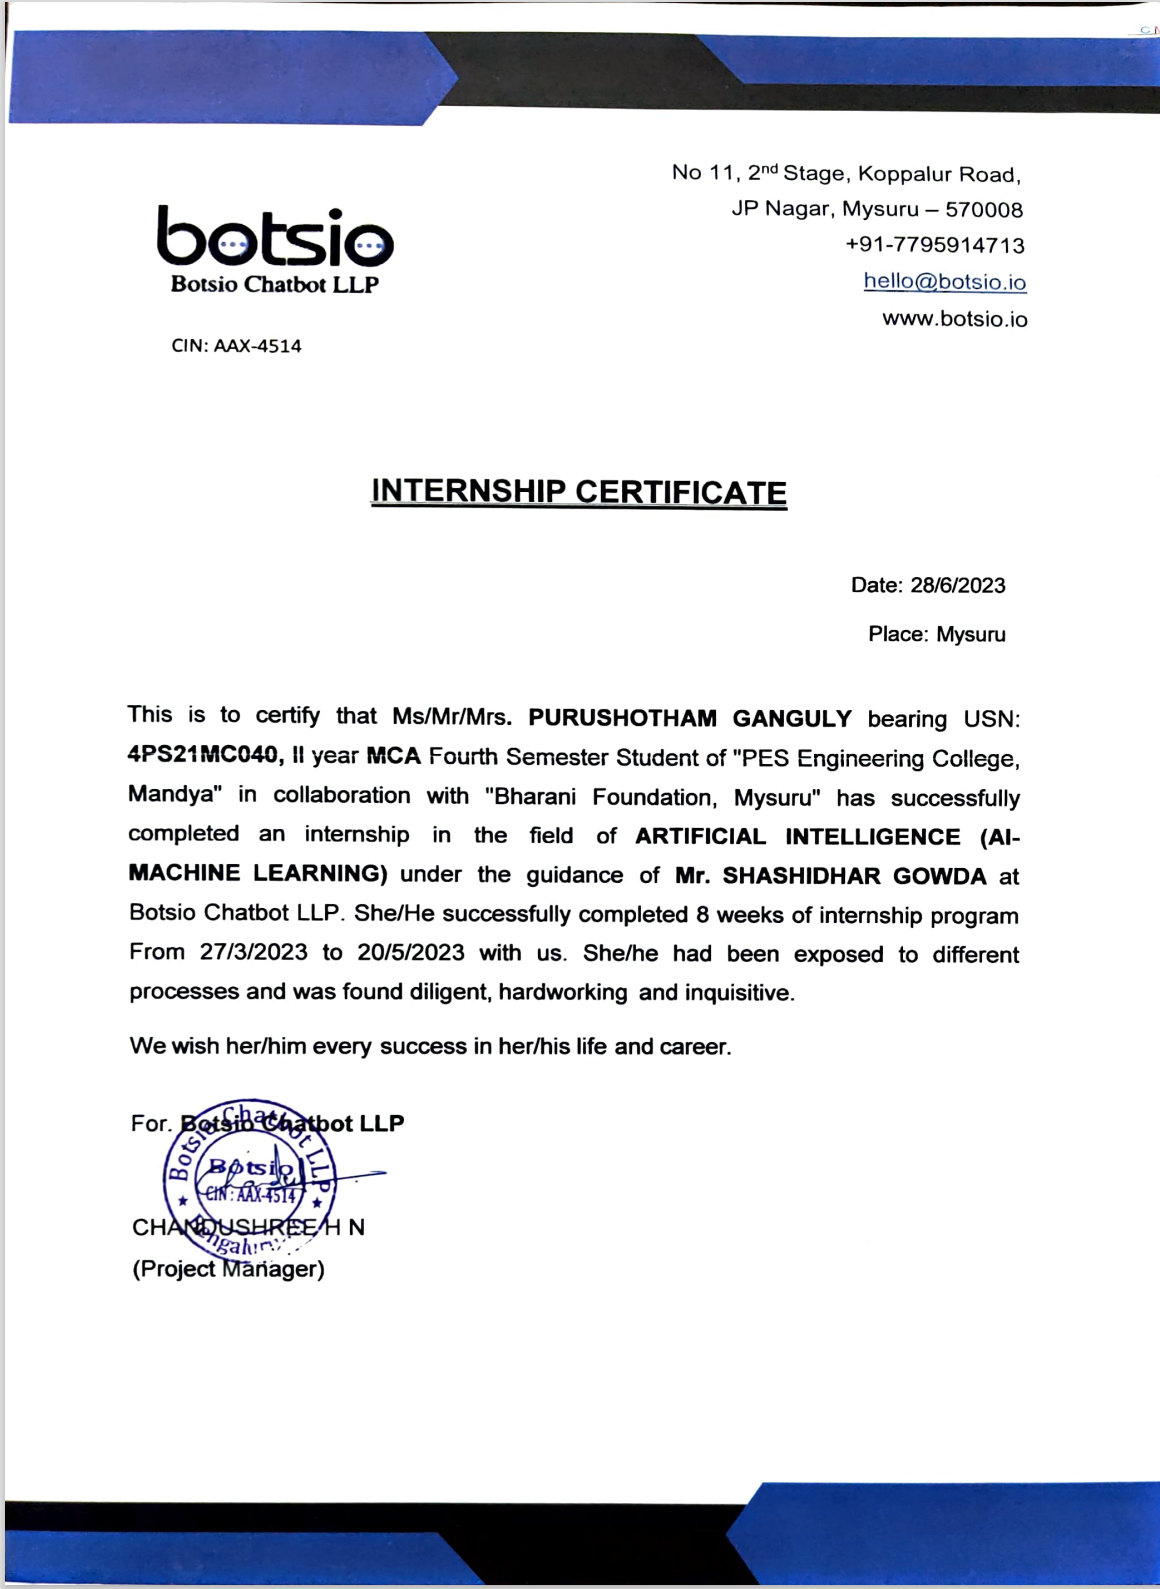 No 11, 2nd Stage, Koppalur Road,
JP Nagar, Mysuru – 570008
+91-7795914713
hello@botsio.io
www.botsio.io
botsio
Botsio Chatbot LLP
CIN: AAX-4514
INTERNSHIP CERTIFICATE
Date: 28/6/2023
Place: Mysuru
This is to certify that Ms/Mr/Mrs. PURUSHOTHAM GANGULY bearing USN:
4PS21MC040, II year MCA Fourth Semester Student of "PES Engineering College,
Mandya" in collaboration with "Bharani Foundation, Mysuru" has successfully
completed an internship in the field of ARTIFICIAL INTELLIGENCE (AI-
MACHINE LEARNING) under the guidance of Mr. SHASHIDHAR GOWDA at
Botsio Chatbot LLP. She/He successfully completed 8 weeks of internship program
From 27/3/2023 to 20/5/2023 with us. She/he had been exposed to different
processes and was found diligent, hardworking and inquisitive.
We wish her/him every success in her/his life and career.
For. Botsio Chatbot LLP
Botsio Chatbot LLP
Botsio
CIN: AAX-4514
CHANDUSHREE H N
(Project Manager)